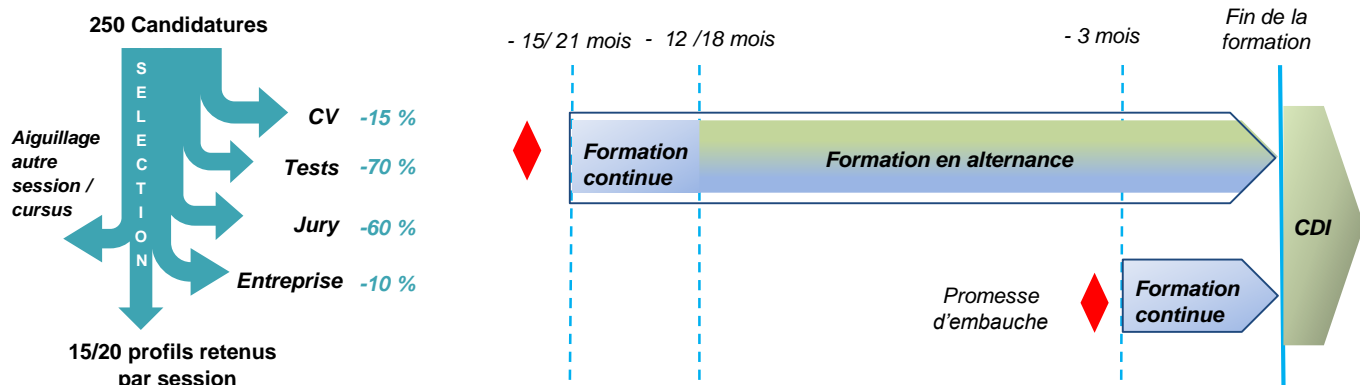 250 Candidatures
SELECTION
CV -15 %
Tests -70 %
Jury -60 %
Entreprise -10 %
Aiguillage
autre
session /
cursus
15/20 profils retenus
par session
- 15/ 21 mois
- 12 /18 mois
- 3 mois
Fin de la
formation
Formation
continue
Formation en alternance
CDI
Promesse
d'embauche
Formation
continue